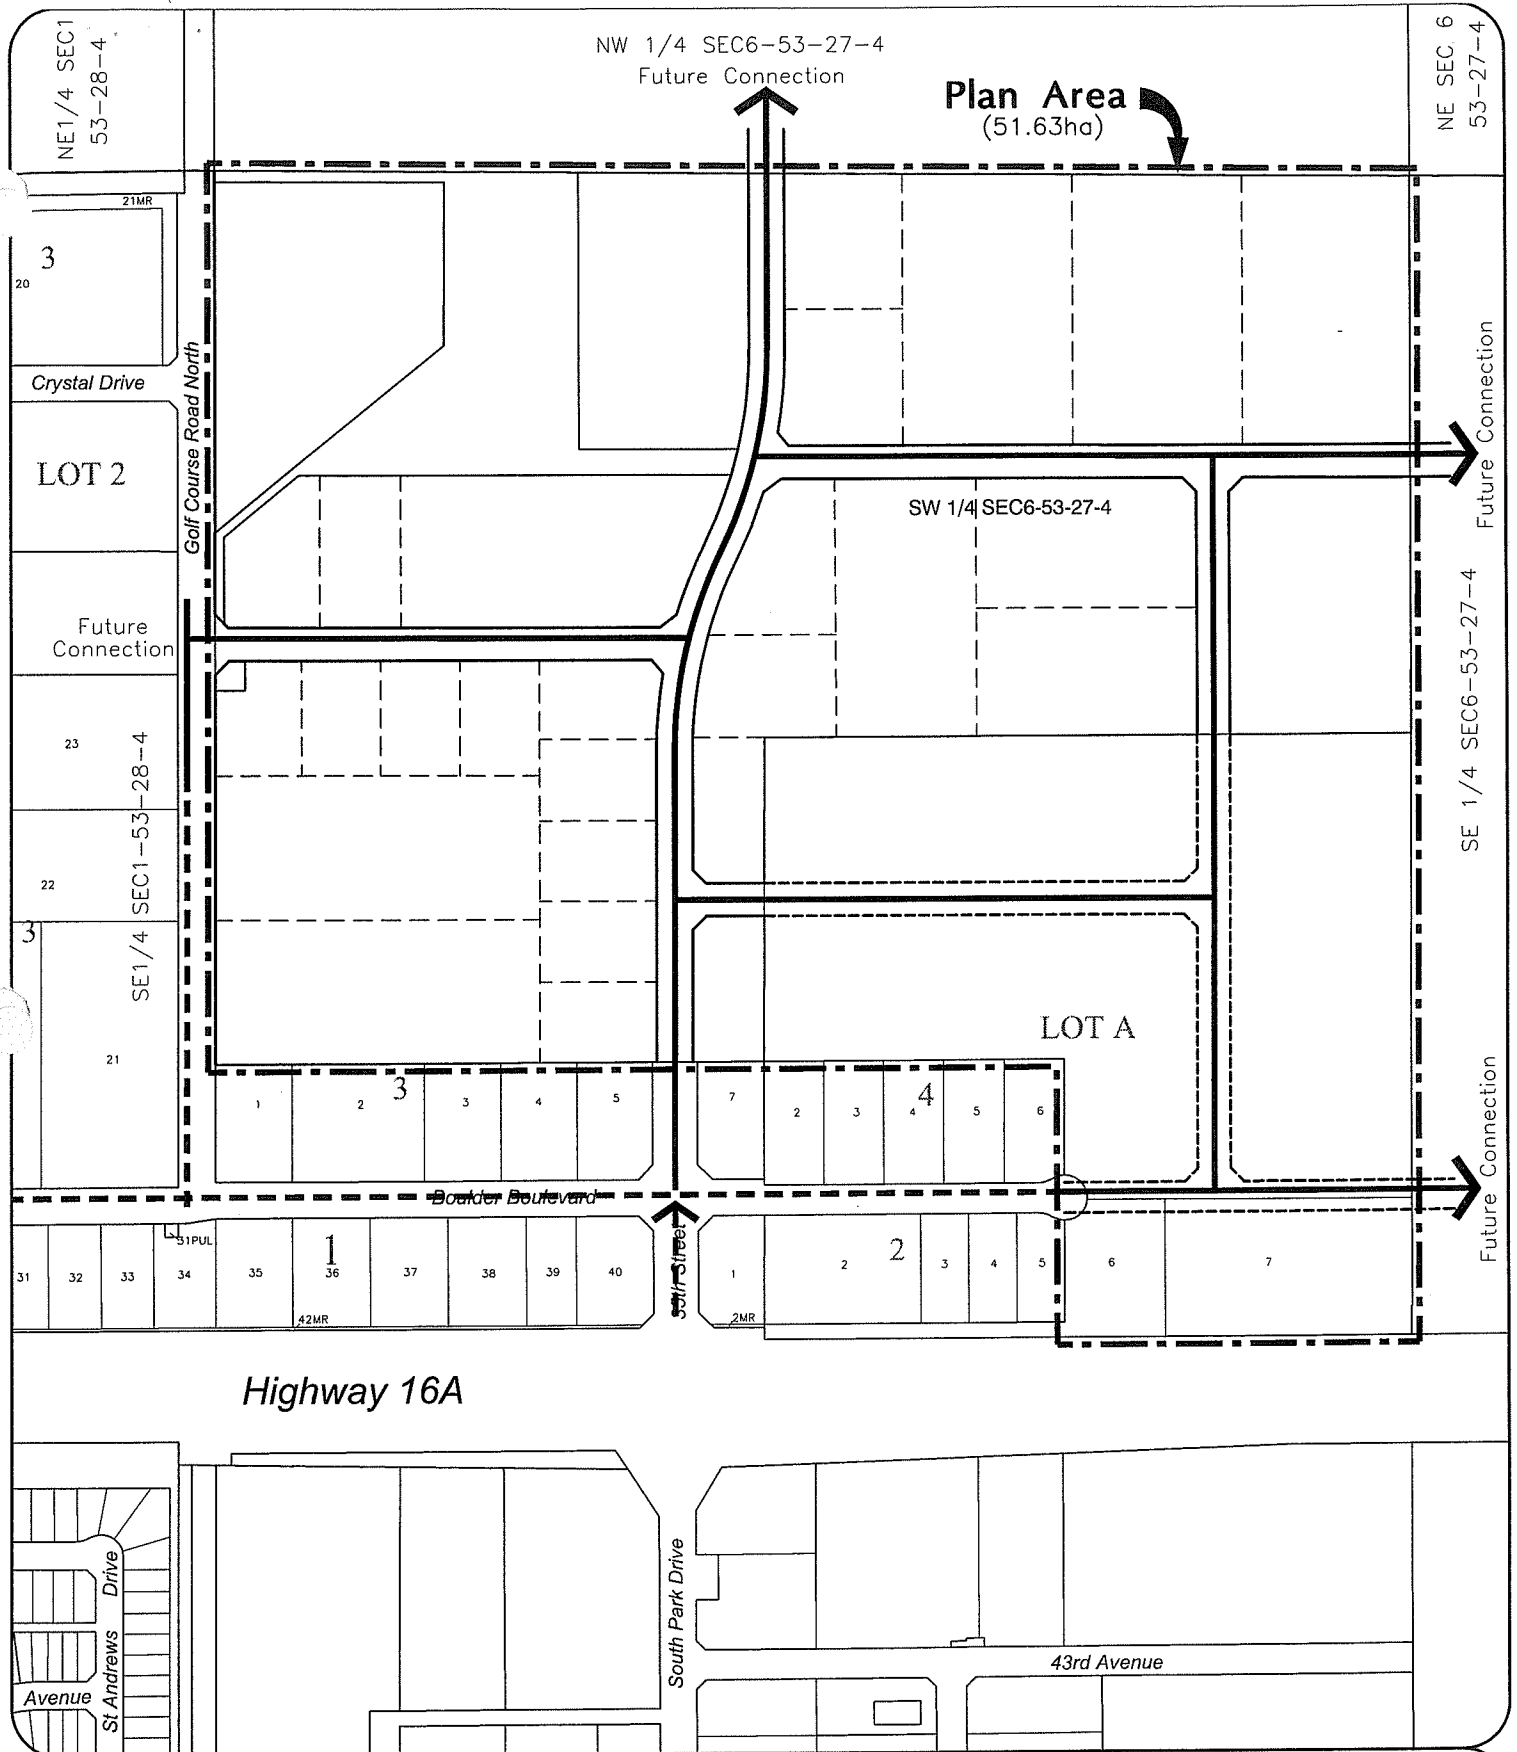 NE1/4 SEC1
53-28-4
NW 1/4 SEC6-53-27-4
Future Connection
Plan Area
(51.63ha)
NE SEC 6
53-27-4
21MR
3
20
Crystal Drive
Golf Course Road North
LOT 2
Future Connection
SW 1/4 SEC6-53-27-4
Future
Connection
SE 1/4 SEC6-53-27-4
23
SE1/4 SEC1-53-28-4
22
3
21
LOT A
1
2
3
3
4
5
7
2
3
4
4
5
6
Future Connection
Boulder Boulevard
31
32
33
34
31PUL
35
1
36
37
38
39
40
42MR
1
2MR
2
2
3
4
5
6
7
Highway 16A
South Park Drive
St Andrews Drive
Avenue
43rd Avenue